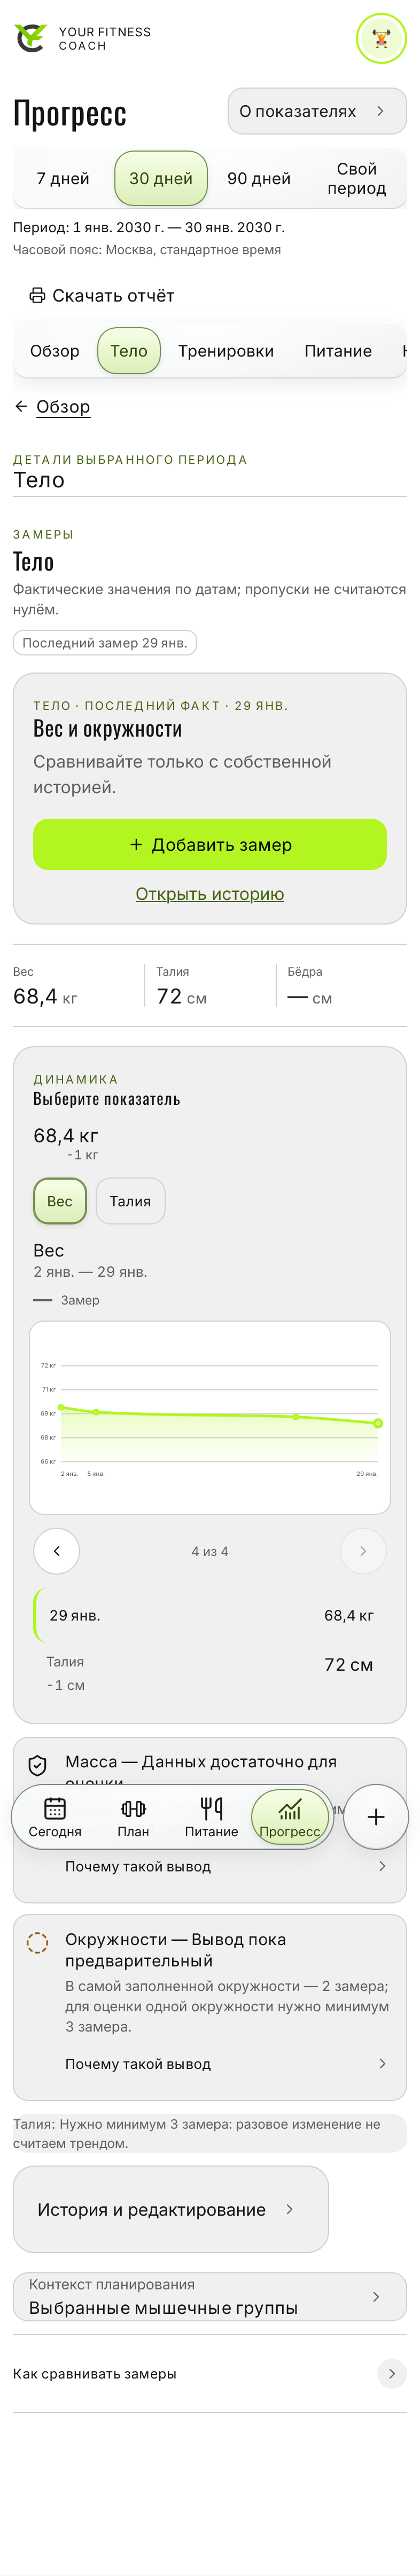 YOUR FITNESS
COACH
Прогресс
О показателях
7 дней
30 дней
90 дней
Свой
период
Период: 1 янв. 2030 г. — 30 янв. 2030 г.
Часовой пояс: Москва, стандартное время
Скачать отчёт
Обзор
Тело
Тренировки
Питание
Обзор
ДЕТАЛИ ВЫБРАННОГО ПЕРИОДА
Тело
ЗАМЕРЫ
Тело
Фактические значения по датам; пропуски не считаются
нулём.
Последний замер 29 янв.
ТЕЛО · ПОСЛЕДНИЙ ФАКТ · 29 ЯНВ.
Вес и окружности
Сравнивайте только с собственной
историей.
Добавить замер
Открыть историю
Вес
Талия
Бёдра
68,4 кг
72 см
— см
ДИНАМИКА
Выберите показатель
68,4 кг
-1 кг
Вес
Талия
Вес
2 янв. — 29 янв.
Замер
72 кг
71 кг
69 кг
68 кг
66 кг
2 янв.
5 янв.
29 янв.
4 из 4
29 янв.
68,4 кг
Талия
72 см
-1 см
Масса — Данных достаточно для
оценки
Сегодня
План
Питание
Прогресс
Почему такой вывод
Окружности — Вывод пока
предварительный
В самой заполненной окружности — 2 замера;
для оценки одной окружности нужно минимум
3 замера.
Почему такой вывод
Талия: Нужно минимум 3 замера: разовое изменение не
считаем трендом.
История и редактирование
Контекст планирования
Выбранные мышечные группы
Как сравнивать замеры